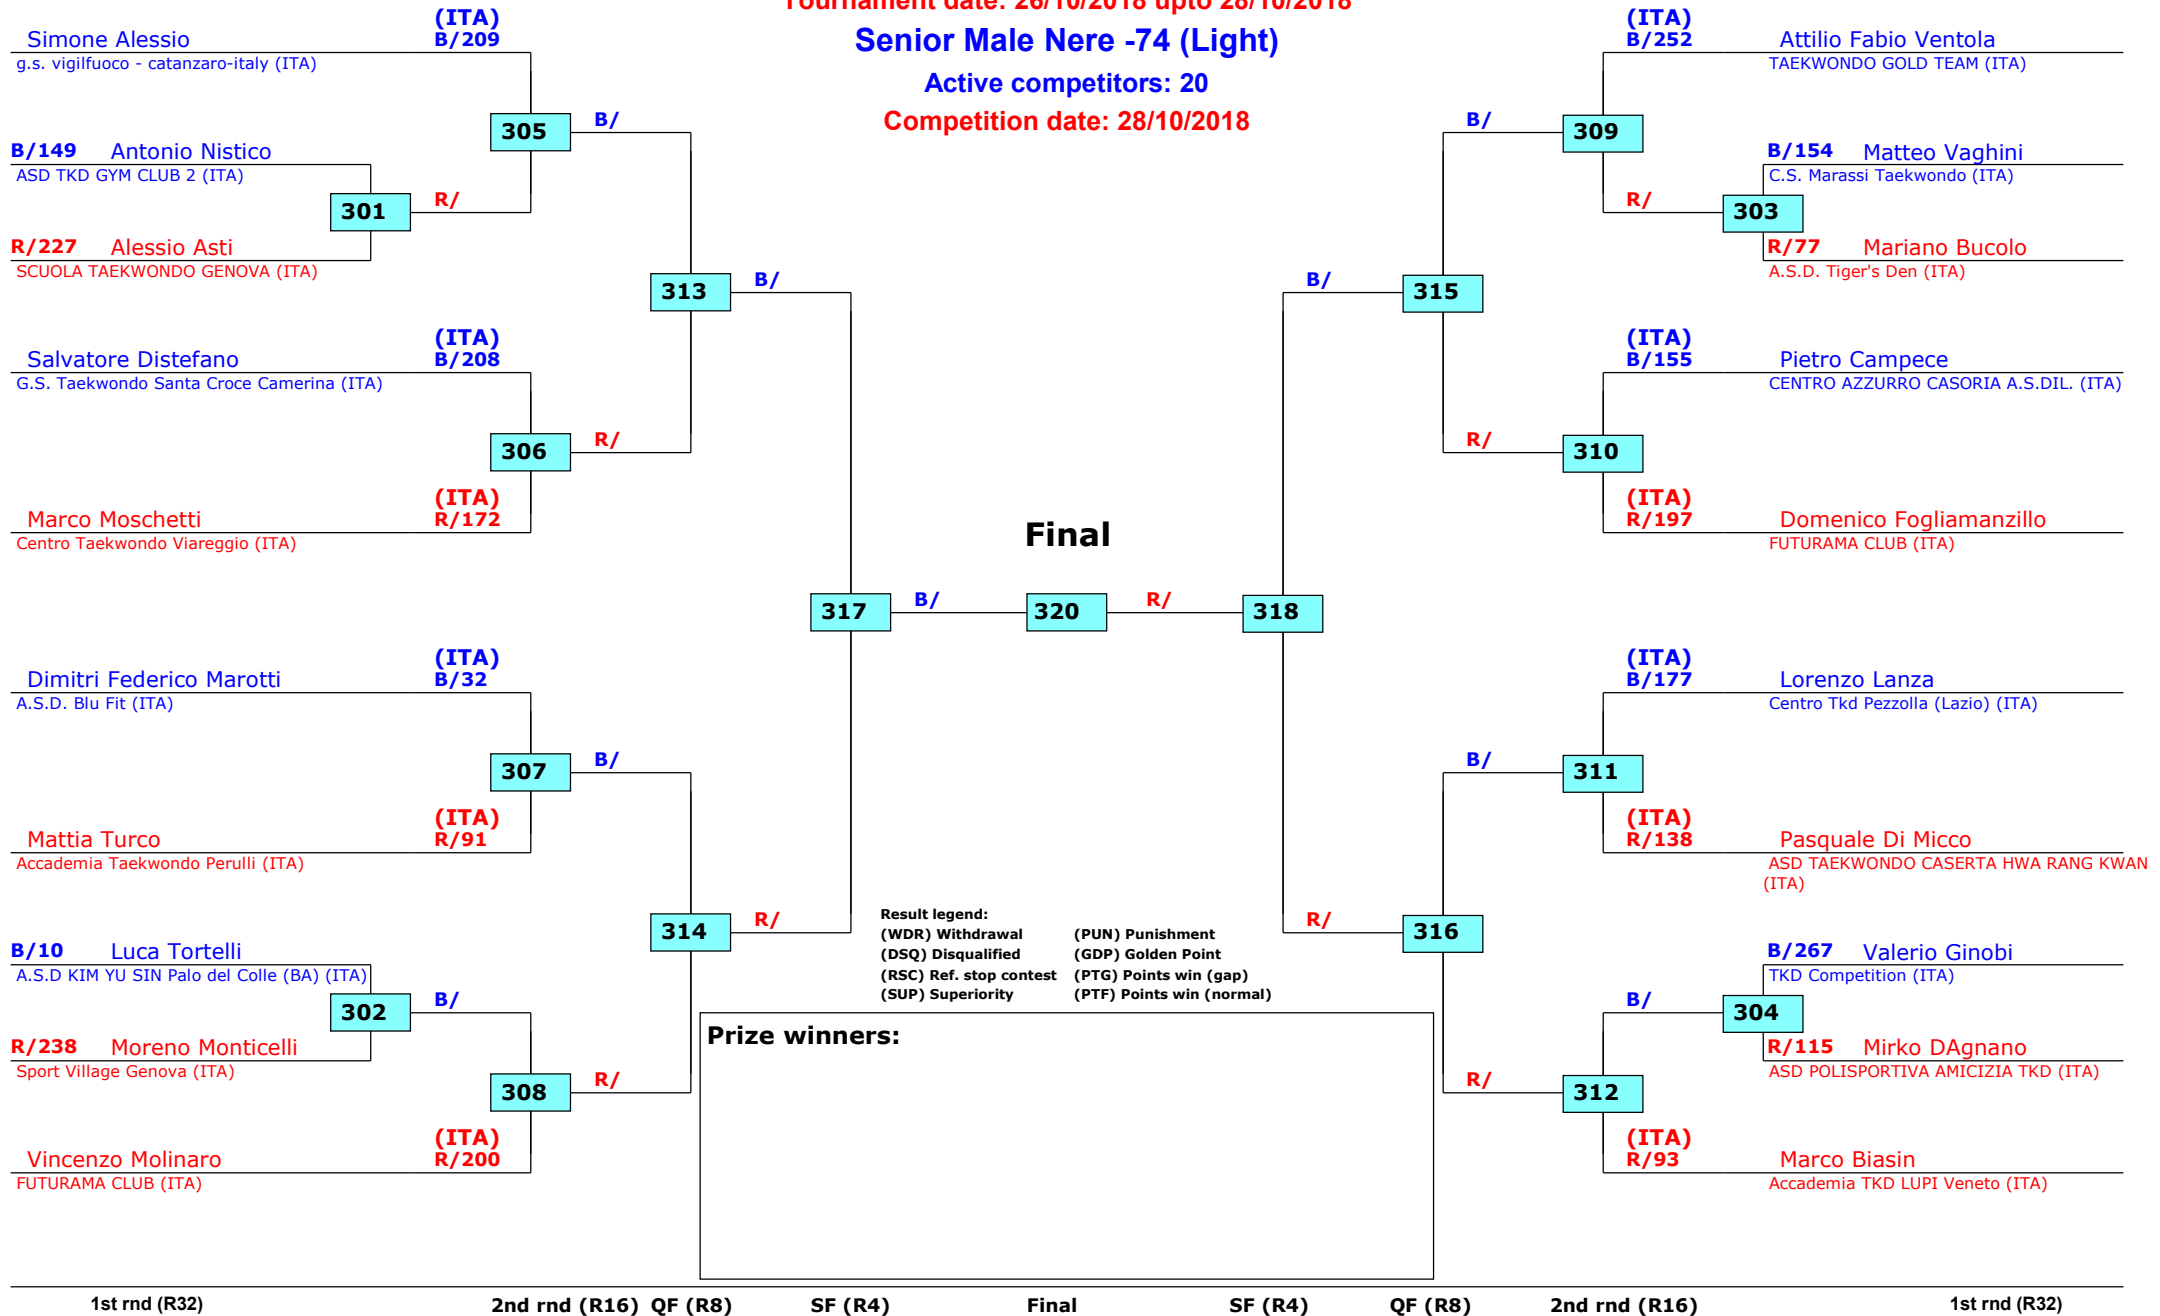 Tournament date: 26/10/2018 upto 28/10/2018
Senior Male Nere -74 (Light)
Active competitors: 20
Competition date: 28/10/2018
(ITA)
Simone Alessio B/209
g.s. vigilfuoco - catanzaro-italy (ITA)
305 B/
B/149 Antonio Nistico
ASD TKD GYM CLUB 2 (ITA)
301 R/
R/227 Alessio Asti
SCUOLA TAEKWONDO GENOVA (ITA)
313 B/
(ITA)
Salvatore Distefano B/208
G.S. Taekwondo Santa Croce Camerina (ITA)
306 R/
(ITA)
Marco Moschetti R/172
Centro Taekwondo Viareggio (ITA)
317 B/
(ITA)
Dimitri Federico Marotti B/32
A.S.D. Blu Fit (ITA)
307 B/
(ITA)
Mattia Turco R/91
Accademia Taekwondo Perulli (ITA)
314 R/
B/10 Luca Tortelli
A.S.D KIM YU SIN Palo del Colle (BA) (ITA)
302 B/
R/238 Moreno Monticelli
Sport Village Genova (ITA)
308 R/
(ITA)
Vincenzo Molinaro R/200
FUTURAMA CLUB (ITA)
Final
320
R/ 318
(ITA)
B/252 Attilio Fabio Ventola
TAEKWONDO GOLD TEAM (ITA)
B/ 309
B/154 Matteo Vaghini
C.S. Marassi Taekwondo (ITA)
R/ 303
R/77 Mariano Bucolo
A.S.D. Tiger's Den (ITA)
B/ 315
(ITA)
B/155 Pietro Campece
CENTRO AZZURRO CASORIA A.S.DIL. (ITA)
R/ 310
(ITA)
R/197 Domenico Fogliamanzillo
FUTURAMA CLUB (ITA)
(ITA)
B/177 Lorenzo Lanza
Centro Tkd Pezzolla (Lazio) (ITA)
B/ 311
(ITA)
R/138 Pasquale Di Micco
ASD TAEKWONDO CASERTA HWA RANG KWAN
(ITA)
R/ 316
B/267 Valerio Ginobi
TKD Competition (ITA)
B/ 304
R/115 Mirko DAgnano
ASD POLISPORTIVA AMICIZIA TKD (ITA)
R/ 312
(ITA)
R/93 Marco Biasin
Accademia TKD LUPI Veneto (ITA)
Result legend:
(WDR) Withdrawal (PUN) Punishment
(DSQ) Disqualified (GDP) Golden Point
(RSC) Ref. stop contest (PTG) Points win (gap)
(SUP) Superiority (PTF) Points win (normal)
Prize winners:
1st rnd (R32) 2nd rnd (R16) QF (R8) SF (R4) Final SF (R4) QF (R8) 2nd rnd (R16) 1st rnd (R32)